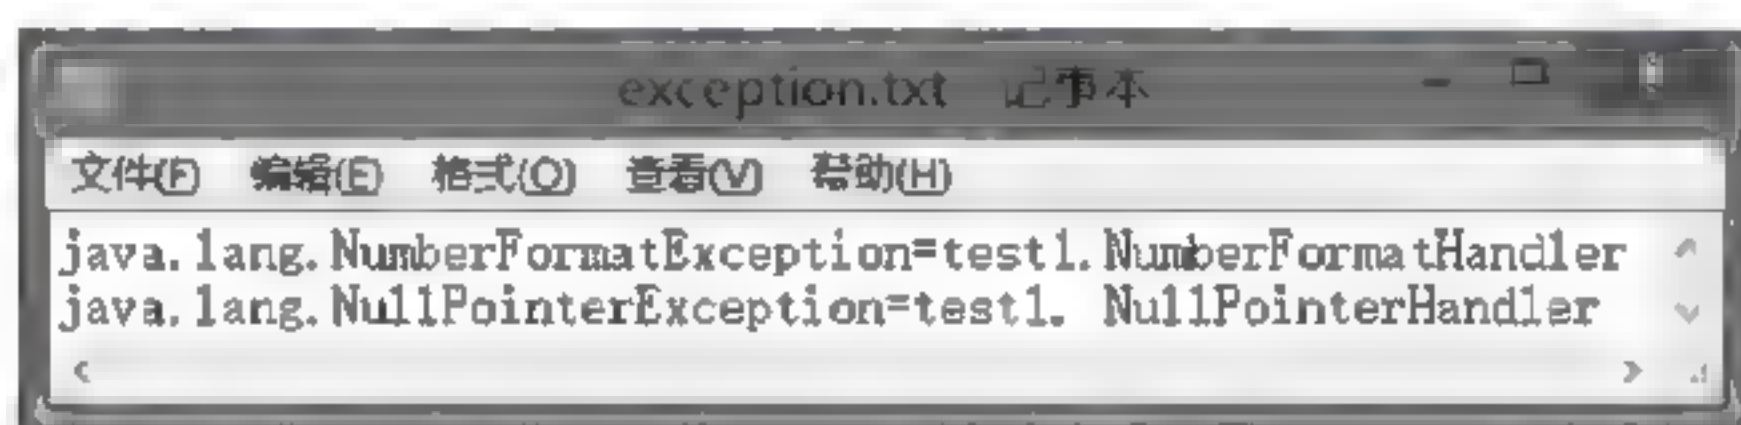 exception.txt 记事本
文件(F) 编辑(E) 格式(O) 查看(V) 帮助(H)
java.lang.NumberFormatException=test1.NumberFormatHandler
java.lang.NullPointerException=test1. NullPointerHandler